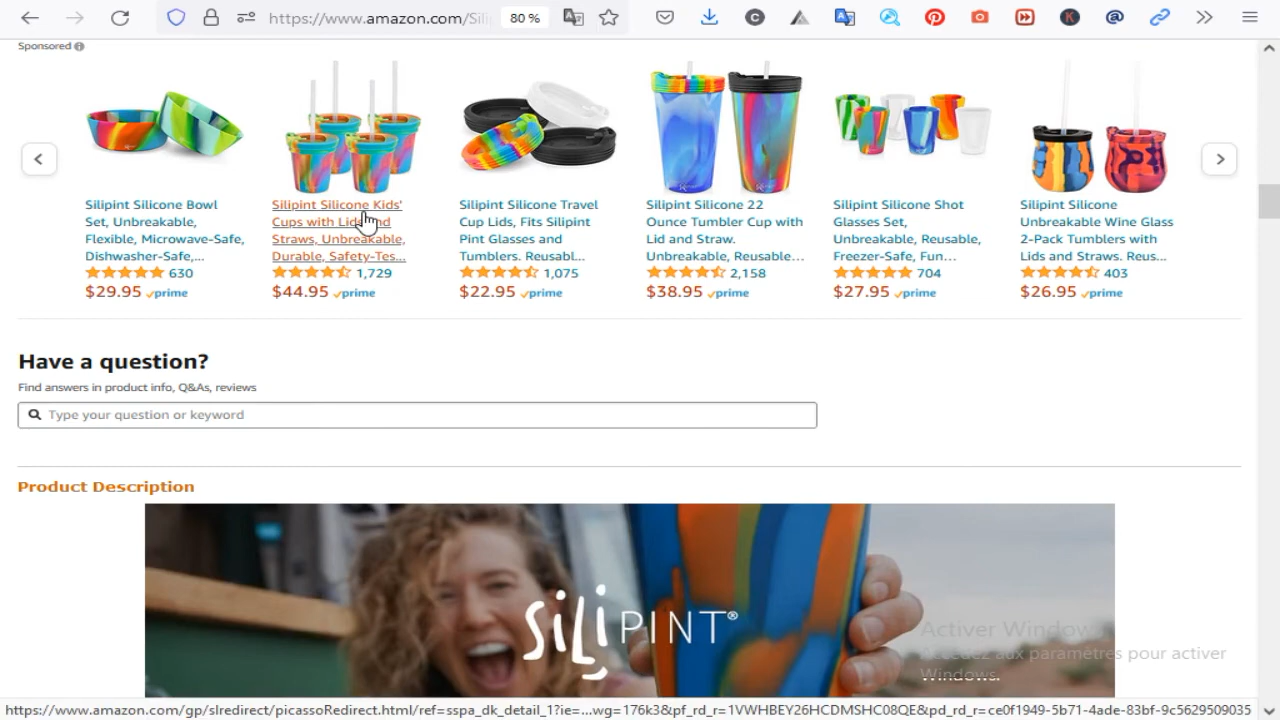 https://www.amazon.com/Sili
80 %
Sponsored
Silipint Silicone Bowl
Set, Unbreakable,
Flexible, Microwave-Safe,
Dishwasher-Safe,...
630
$29.95 prime
Silipint Silicone Kids'
Cups with Lids and
Straws, Unbreakable,
Durable, Safety-Tes...
1,729
$44.95 prime
Silipint Silicone Travel
Cup Lids, Fits Silipint
Pint Glasses and
Tumblers. Reusabl...
1,075
$22.95 prime
Silipint Silicone 22
Ounce Tumbler Cup with
Lid and Straw.
Unbreakable, Reusable...
2,158
$38.95 prime
Silipint Silicone Shot
Glasses Set,
Unbreakable, Reusable,
Freezer-Safe, Fun...
704
$27.95 prime
Silipint Silicone
Unbreakable Wine Glass
2-Pack Tumblers with
Lids and Straws. Reus...
403
$26.95 prime
Have a question?
Find answers in product info, Q&As, reviews
Type your question or keyword
Product Description
SiliPINT®
Activer Windows
Accédez aux paramètres pour activer
Windows.
https://www.amazon.com/gp/slredirect/picassoRedirect.html/ref=sspa_dk_detail_1?ie=...wg=176k3&pf_rd_r=1VWHBEY26HCDMSHC08QE&pd_rd_r=ce0f1949-5b71-4ade-83bf-9c5629509035